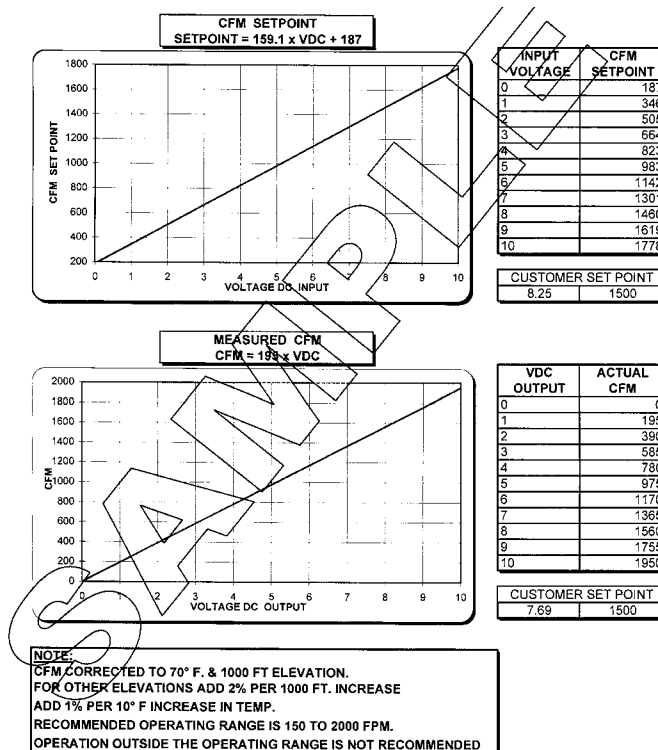 CFM SETPOINT
SETPOINT = 159.1 x VDC + 187
CFM SET POINT
1800
1600
1400
1200
1000
800
600
400
200
0 1 2 3 4 5 6 7 8 9 10
VOLTAGE DC INPUT
INPUT VOLTAGE CFM SETPOINT
0 187
1 346
2 505
3 664
4 823
5 983
6 1142
7 1301
8 1460
9 1619
10 1778
CUSTOMER SET POINT
8.25 1500
MEASURED CFM
CFM = 195 x VDC
CFM
2000
1800
1600
1400
1200
1000
800
600
400
200
0
0 1 2 3 4 5 6 7 8 9 10
VOLTAGE DC OUTPUT
VDC OUTPUT ACTUAL CFM
0 0
1 195
2 390
3 585
4 780
5 975
6 1170
7 1365
8 1560
9 1755
10 1950
CUSTOMER SET POINT
7.69 1500
SAMPLE
NOTE:
CFM CORRECTED TO 70° F. & 1000 FT ELEVATION.
FOR OTHER ELEVATIONS ADD 2% PER 1000 FT. INCREASE
ADD 1% PER 10° F INCREASE IN TEMP.
RECOMMENDED OPERATING RANGE IS 150 TO 2000 FPM.
OPERATION OUTSIDE THE OPERATING RANGE IS NOT RECOMMENDED